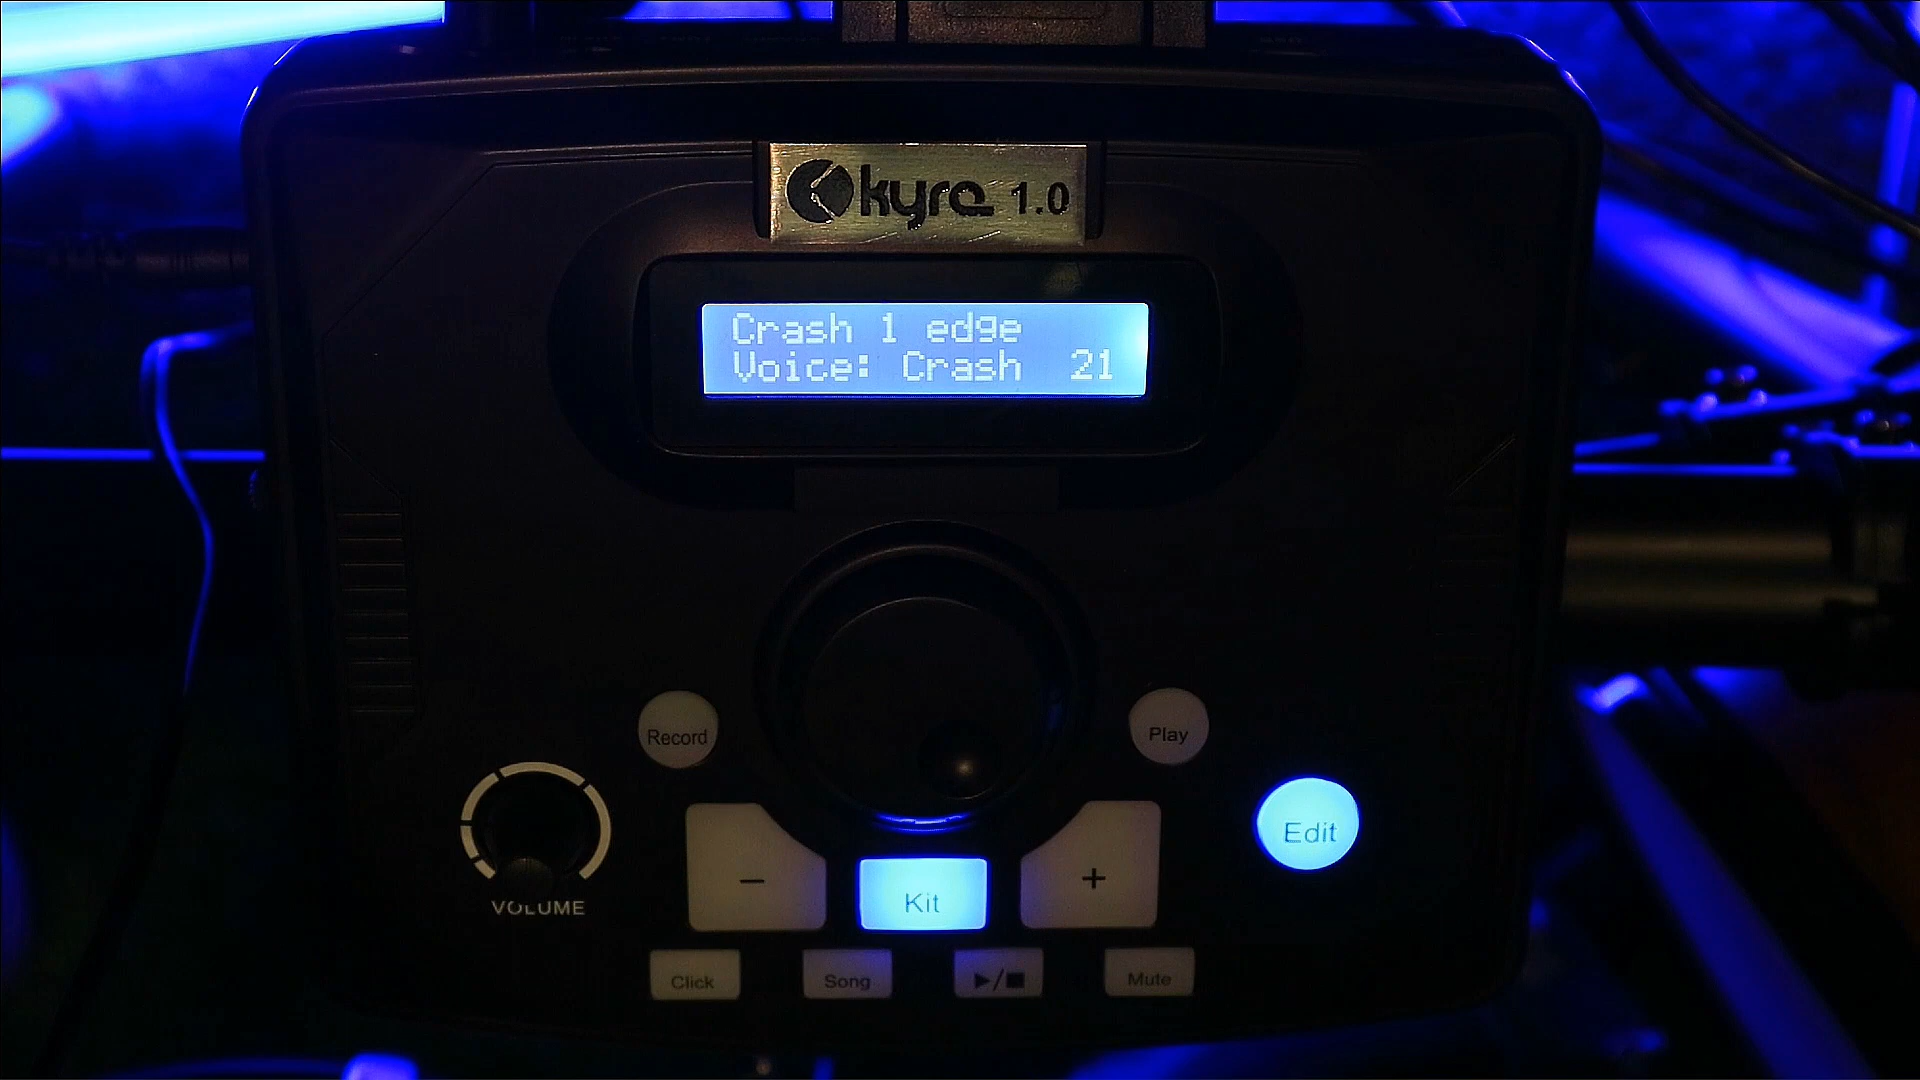 kyra 1.0
Crash 1 edge
Voice: Crash 21
Record
Play
Edit
VOLUME
-
Kit
+
Click
Song
▶/■
Mute